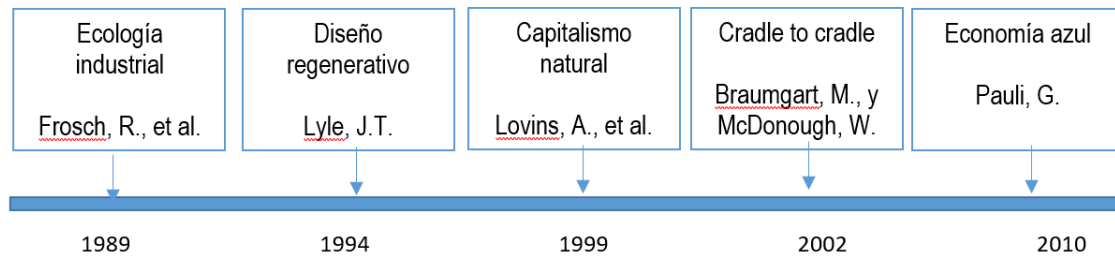 Ecología
industrial
Frosch, R., et al.
Diseño
regenerativo
Lyle, J.T.
Capitalismo
natural
Lovins, A., et al.
Cradle to cradle
Braumgart, M., y
McDonough, W.
Economía azul
Pauli, G.
1989
1994
1999
2002
2010